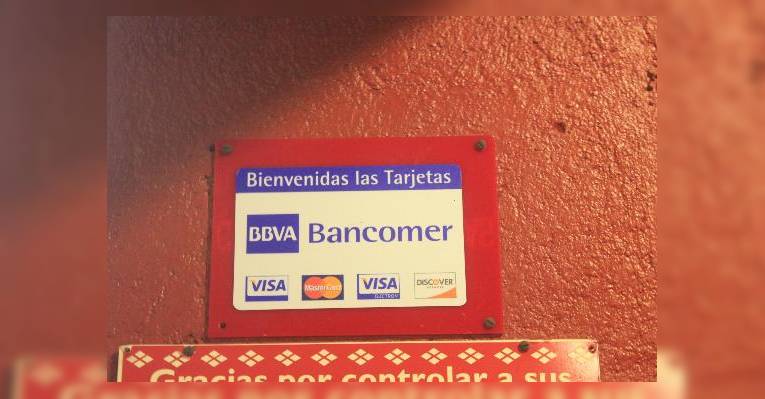 Bienvenidas las Tarjetas
BBVA Bancomer
VISA MasterCard VISA DISCOVER
ELECTRON
Gracias por controlar a sus